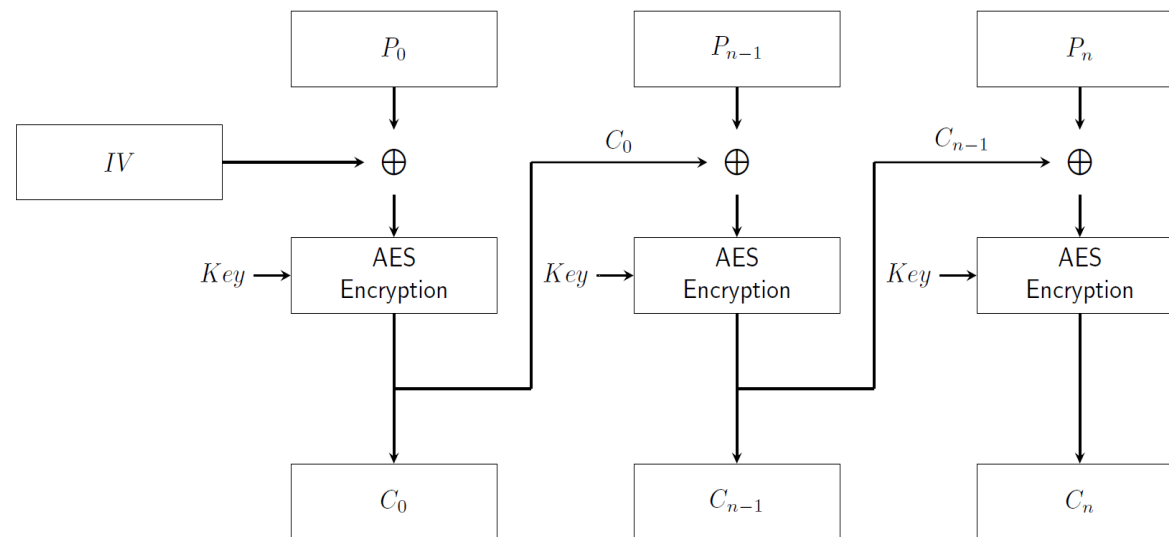 P_0
P_{n-1}
P_n
IV
⊕
C_0
⊕
C_{n-1}
⊕
Key
AES
Encryption
Key
AES
Encryption
Key
AES
Encryption
C_0
C_{n-1}
C_n